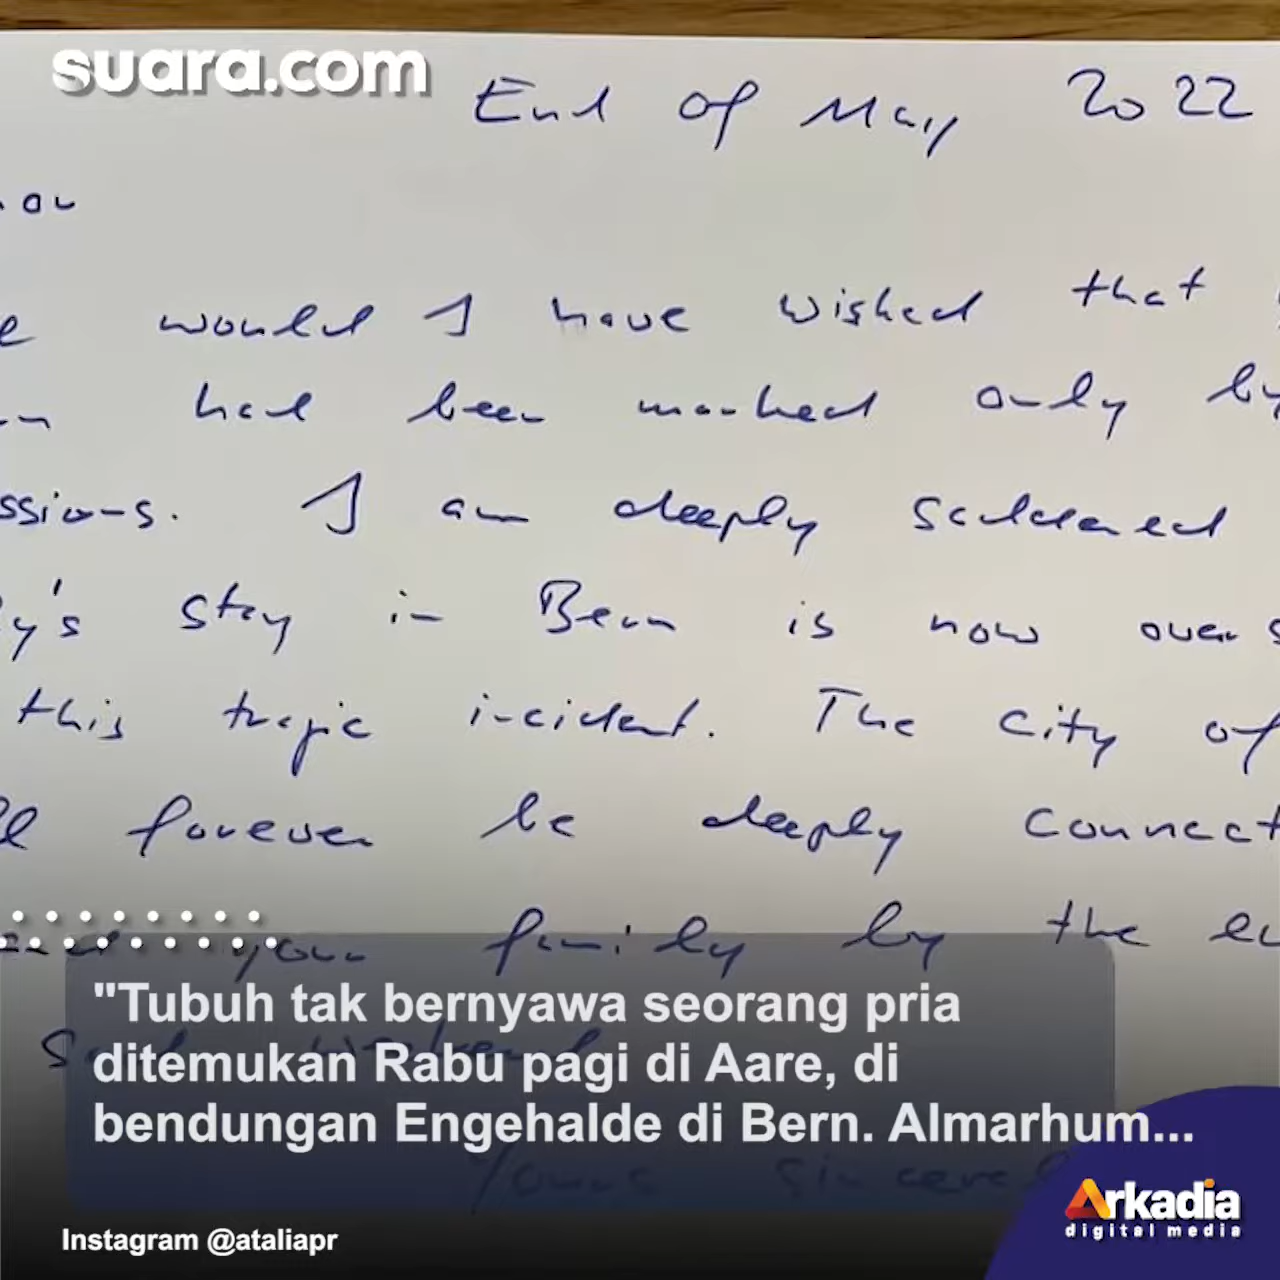 suara.com
End of May 2022
would I have wished that
had been marked only by
ssions. I am deeply saddened
y's stay in Bern is now over s
this tragic incident. The City of
forever be deeply connect
your family by the
"Tubuh tak bernyawa seorang pria
ditemukan Rabu pagi di Aare, di
bendungan Engehalde di Bern. Almarhum...
Yours sincerel
Arkadia
digital media
Instagram @ataliapr